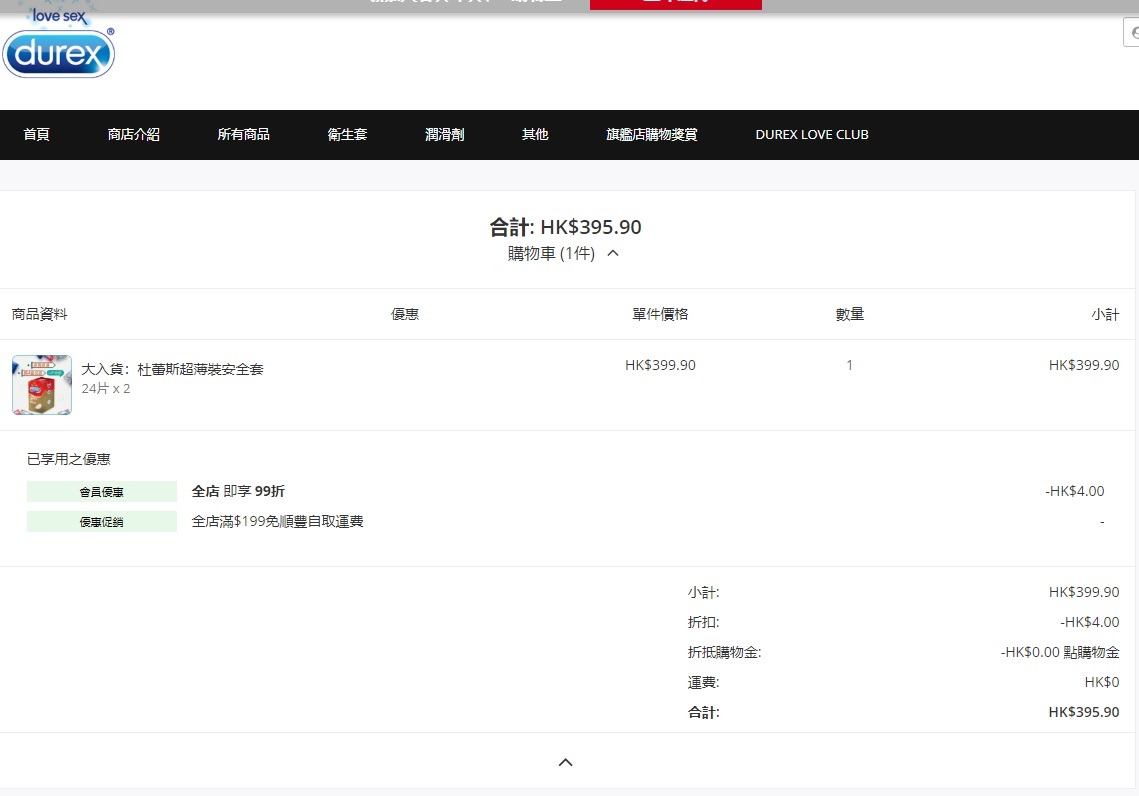 love sex
durex®
首頁 商店介紹 所有商品 衛生套 潤滑劑 其他 旗艦店購物獎賞 DUREX LOVE CLUB
合計: HK$395.90
購物車 (1件)
商品資料 優惠 單件價格 數量 小計
大入貨：杜蕾斯超薄裝安全套 HK$399.90 1 HK$399.90
24片 x 2
已享用之優惠
會員優惠 全店 即享 99折 -HK$4.00
優惠促銷 全店滿$199免順豐自取運費 -
小計: HK$399.90
折扣: -HK$4.00
折抵購物金: -HK$0.00 點購物金
運費: HK$0
合計: HK$395.90